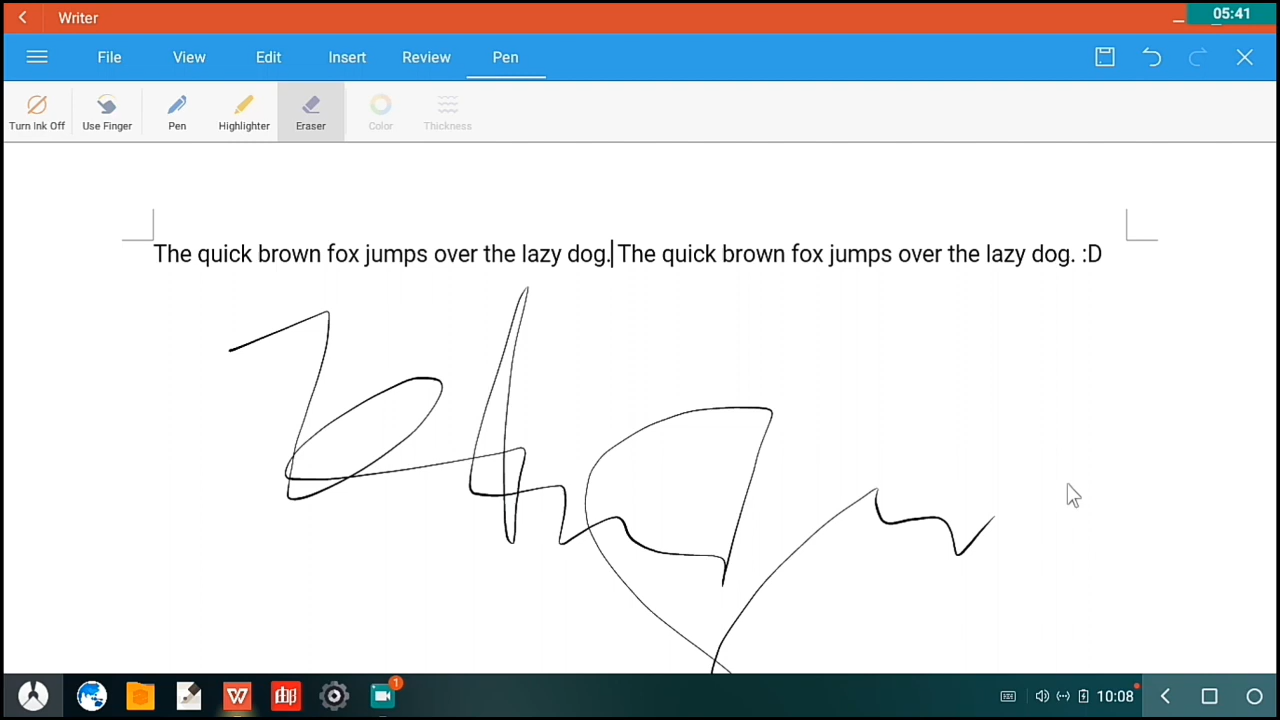 Writer
05:41
File View Edit Insert Review Pen
Turn Ink Off Use Finger Pen Highlighter Eraser Color Thickness
The quick brown fox jumps over the lazy dog. The quick brown fox jumps over the lazy dog. :D
1
10:08